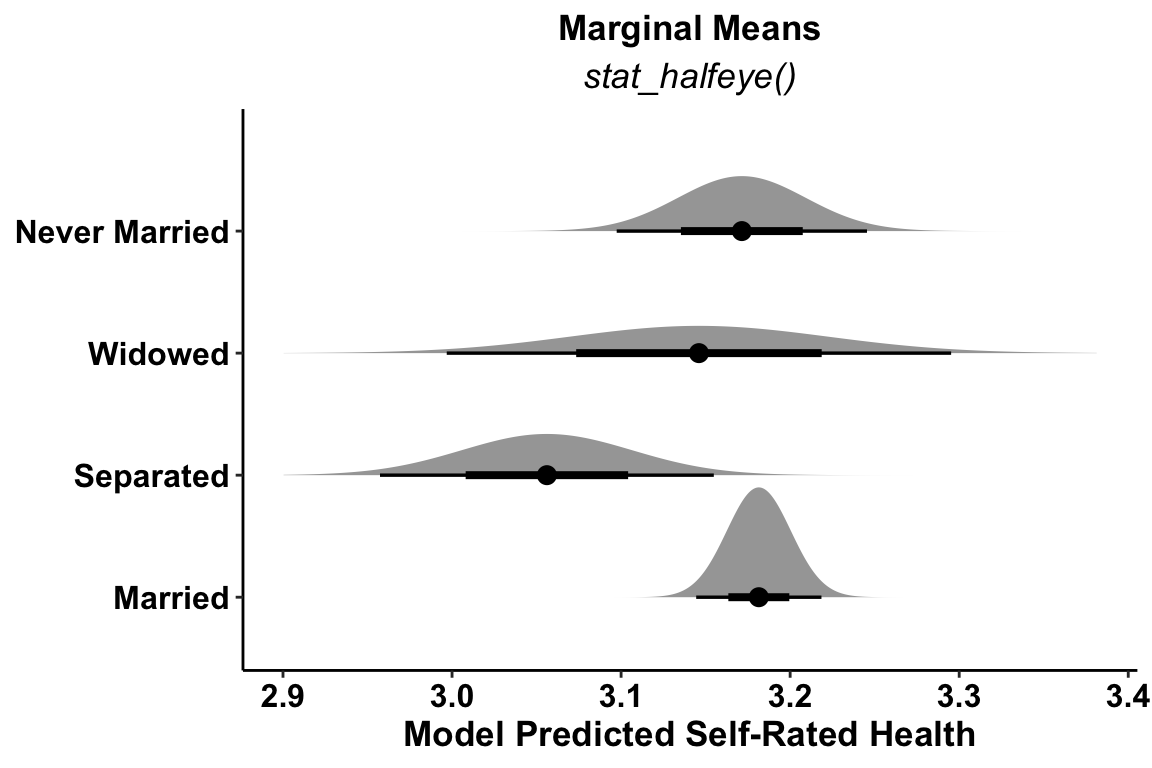 Marginal Means
stat_halfeye()
Never Married
Widowed
Separated
Married
2.9 3.0 3.1 3.2 3.3 3.4
Model Predicted Self-Rated Health